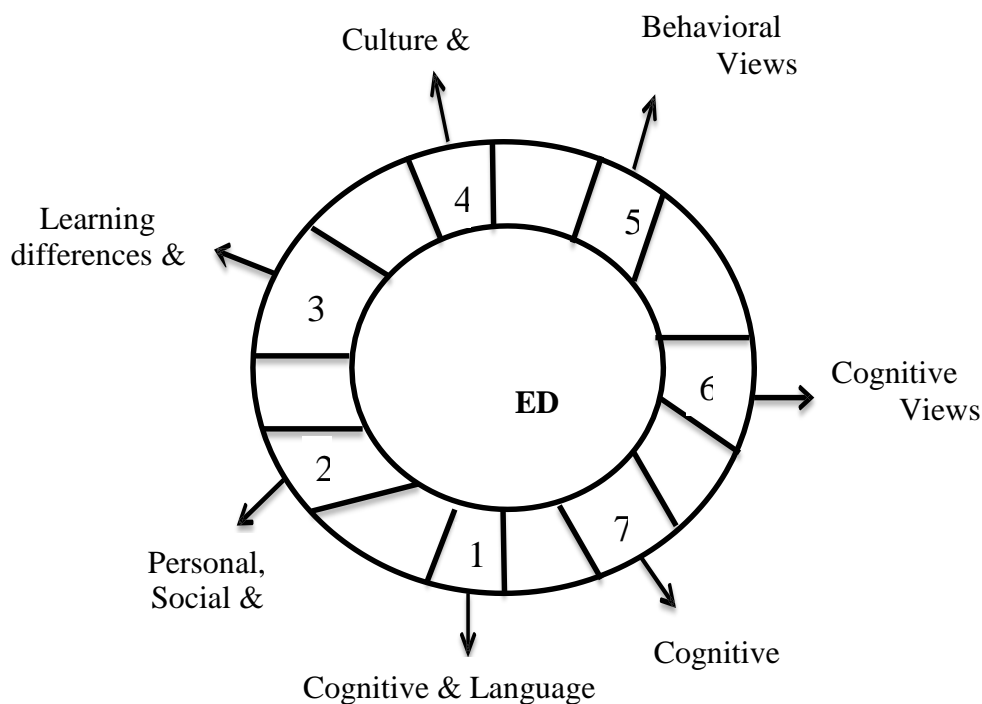 Culture &
Behavioral
Views
4
5
Learning
differences &
3
6
Cognitive
Views
ED
2
7
1
Personal,
Social &
Cognitive
Cognitive & Language